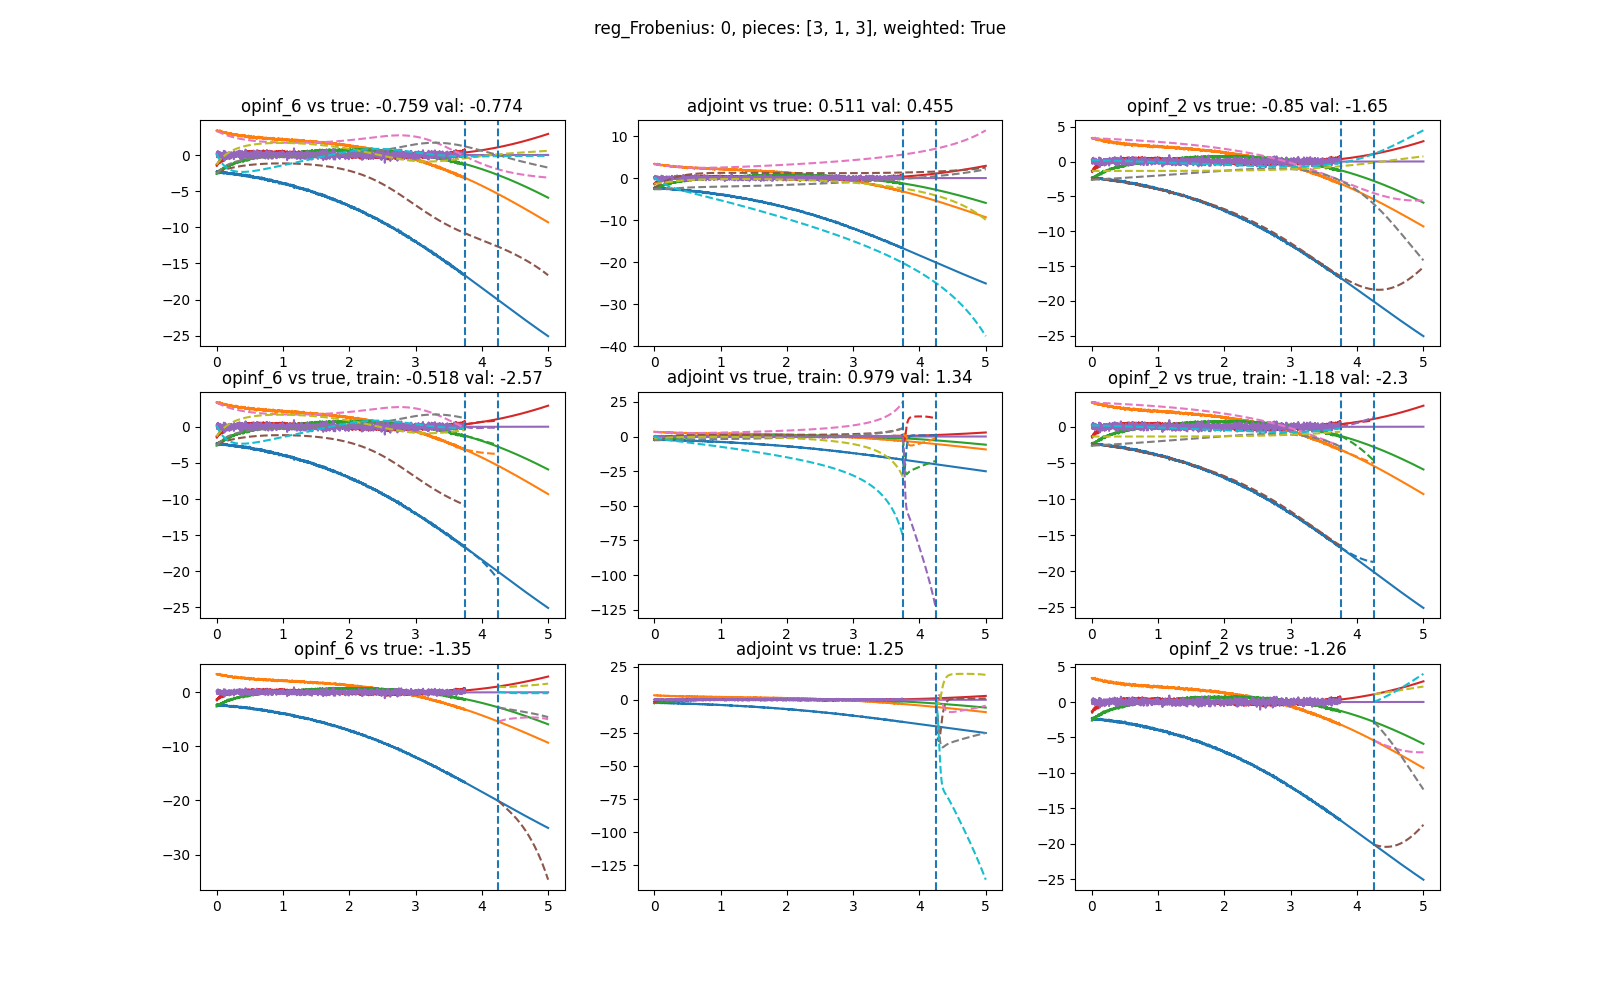 reg_Frobenius: 0, pieces: [3, 1, 3], weighted: True
opinf_6 vs true: -0.759 val: -0.774
adjoint vs true: 0.511 val: 0.455
opinf_2 vs true: -0.85 val: -1.65
0
−5
−10
−15
−20
−25
0 1 2 3 4 5
10
0
−10
−20
−30
−40
0 1 2 3 4 5
5
0
−5
−10
−15
−20
−25
0 1 2 3 4 5
opinf_6 vs true, train: -0.518 val: -2.57
adjoint vs true, train: 0.979 val: 1.34
opinf_2 vs true, train: -1.18 val: -2.3
0
−5
−10
−15
−20
−25
0 1 2 3 4 5
25
0
−25
−50
−75
−100
−125
0 1 2 3 4 5
0
−5
−10
−15
−20
−25
0 1 2 3 4 5
opinf_6 vs true: -1.35
adjoint vs true: 1.25
opinf_2 vs true: -1.26
0
−10
−20
−30
0 1 2 3 4 5
25
0
−25
−50
−75
−100
−125
0 1 2 3 4 5
5
0
−5
−10
−15
−20
−25
0 1 2 3 4 5